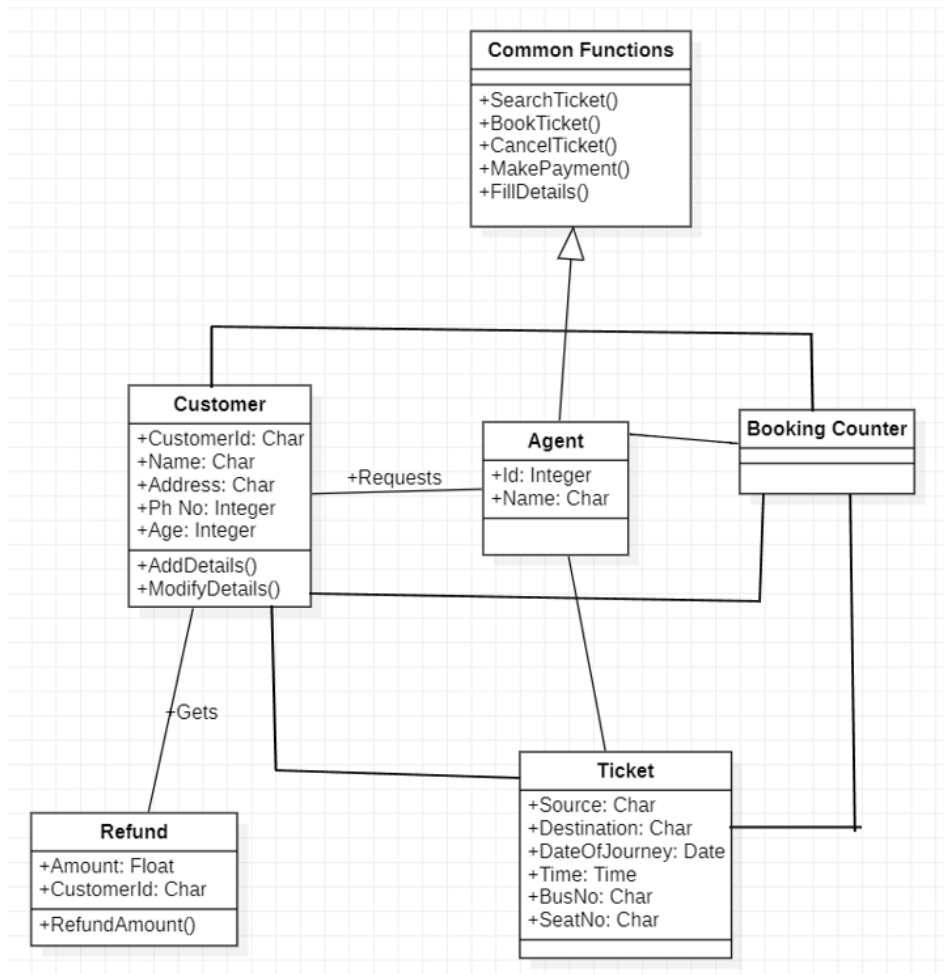 Common Functions
+SearchTicket()
+BookTicket()
+CancelTicket()
+MakePayment()
+FillDetails()
Customer
+CustomerId: Char
+Name: Char
+Address: Char
+Ph No: Integer
+Age: Integer
+AddDetails()
+ModifyDetails()
+Requests
Agent
+Id: Integer
+Name: Char
Booking Counter
+Gets
Refund
+Amount: Float
+CustomerId: Char
+RefundAmount()
Ticket
+Source: Char
+Destination: Char
+DateOfJourney: Date
+Time: Time
+BusNo: Char
+SeatNo: Char